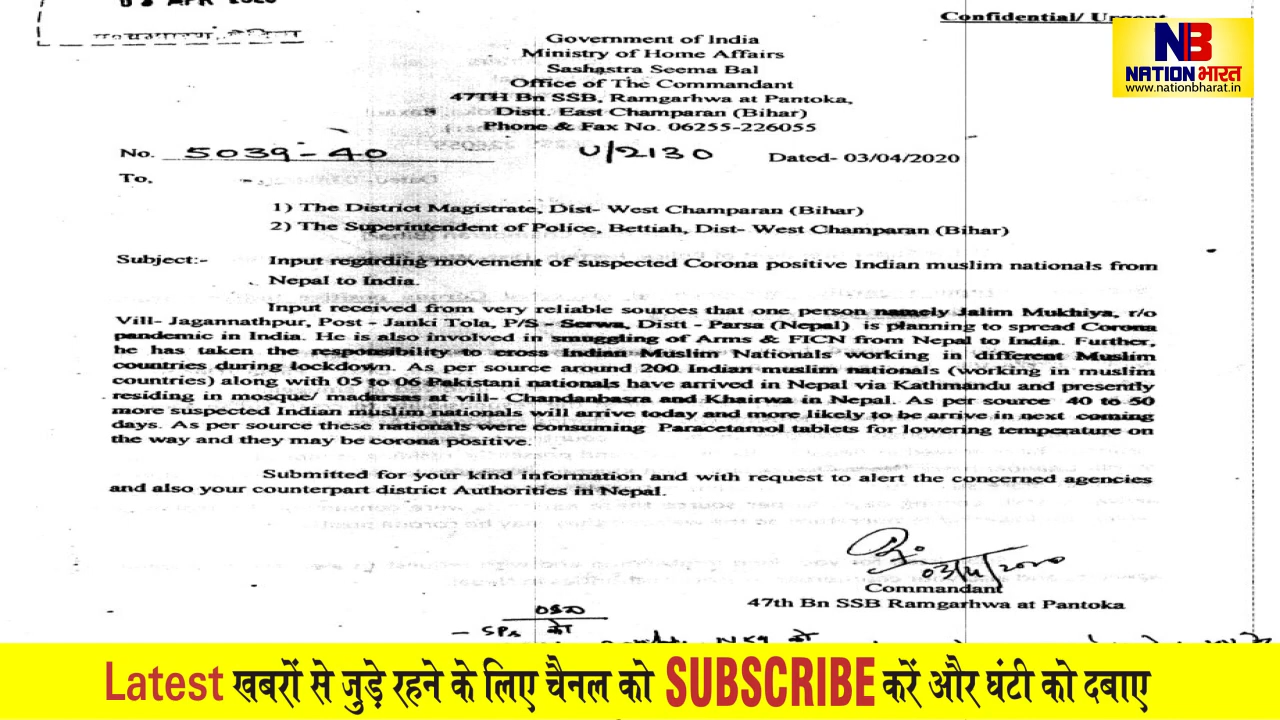 03 APR 2020
Confidential/ Urgent
NB
NATION भारत
www.nationbharat.in
Government of India
Ministry of Home Affairs
Sashastra Seema Bal
Office of The Commandant
47TH Bn SSB, Ramgarhwa at Pantoka,
Distt. East Champaran (Bihar)
Phone & Fax No. 06255-226055
No. 5039-40 U/2130 Dated- 03/04/2020
To,
1) The District Magistrate, Dist- West Champaran (Bihar)
2) The Superintendent of Police, Bettiah, Dist- West Champaran (Bihar)
Subject:- Input regarding movement of suspected Corona positive Indian muslim nationals from
Nepal to India.
Input received from very reliable sources that one person namely Jalim Mukhiya, r/o
Vill- Jagannathpur, Post - Janki Tola, P/S - Serwa, Distt - Parsa (Nepal) is planning to spread Corona
pandemic in India. He is also involved in smuggling of Arms & FICN from Nepal to India. Further,
he has taken the responsibility to cross Indian Muslim Nationals working in different Muslim
countries during lockdown. As per source around 200 Indian muslim nationals (working in muslim
countries) along with 05 to 06 Pakistani nationals have arrived in Nepal via Kathmandu and presently
residing in mosque/ madarsas at vill- Chandanbasra and Khairwa in Nepal. As per source 40 to 50
more suspected Indian muslim nationals will arrive today and more likely to be arrive in next coming
days. As per source these nationals were consuming Paracetamol tablets for lowering temperature on
the way and they may be corona positive.
Submitted for your kind information and with request to alert the concerned agencies
and also your counterpart district Authorities in Nepal.
03/4/2020
Commandant
47th Bn SSB Ramgarhwa at Pantoka
OSD
- SPs को
Latest खबरों से जुड़े रहने के लिए चैनल को SUBSCRIBE करें और घंटी को दबाए